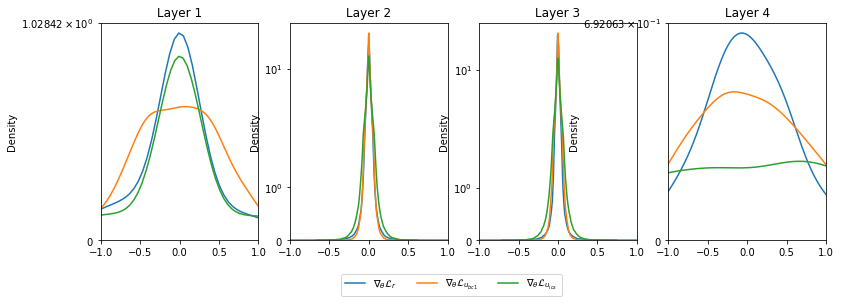 Layer 1 Layer 2 Layer 3 Layer 4
1.02842 × 10⁰ 6.92063 × 10⁻¹
10¹ 10¹
Density Density Density Density
10⁰ 10⁰
0 0 0 0
−1.0 −0.5 0.0 0.5 1.0 −1.0 −0.5 0.0 0.5 1.0 −1.0 −0.5 0.0 0.5 1.0 −1.0 −0.5 0.0 0.5 1.0
∇θℒr ∇θℒu_bc1 ∇θℒu_ics